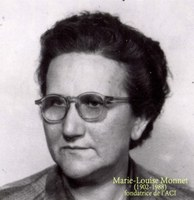 Marie-Louise Monnet
(1902-1988)
fondatrice de l'ACI